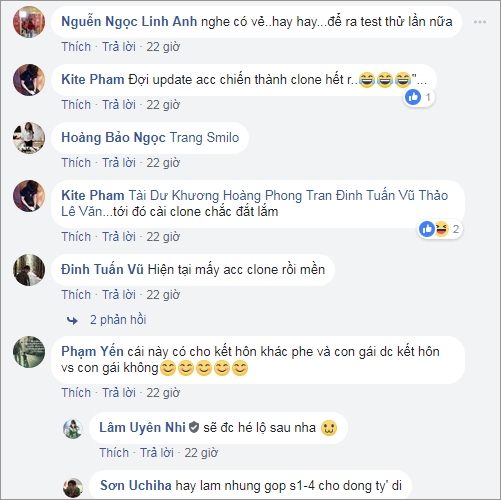 Nguễn Ngọc Linh Anh nghe có vẻ..hay hay...để ra test thử lần nữa
Thích · Trả lời · 22 giờ
Kite Pham Đợi update acc chiến thành clone hết r..😂😂😂"...
1
Thích · Trả lời · 22 giờ
Hoàng Bảo Ngọc Trang Smilo
Thích · Trả lời · 22 giờ
Kite Pham Tài Dư Khương Hoàng Phong Tran Đinh Tuấn Vũ Thảo
Lê Văn...tới đó cài clone chắc đắt lắm
2
Thích · Trả lời · 22 giờ
Đinh Tuấn Vũ Hiện tại mấy acc clone rồi mền
Thích · Trả lời · 22 giờ
2 phản hồi
Phạm Yến cái này có cho kết hôn khác phe và con gái dc kết hôn
vs con gái không😊😊😊😊😊
Thích · Trả lời · 22 giờ
Lâm Uyên Nhi sẽ đc hé lộ sau nha
Thích · Trả lời · 22 giờ
Sơn Uchiha hay lam nhung gop s1-4 cho dong ty' di